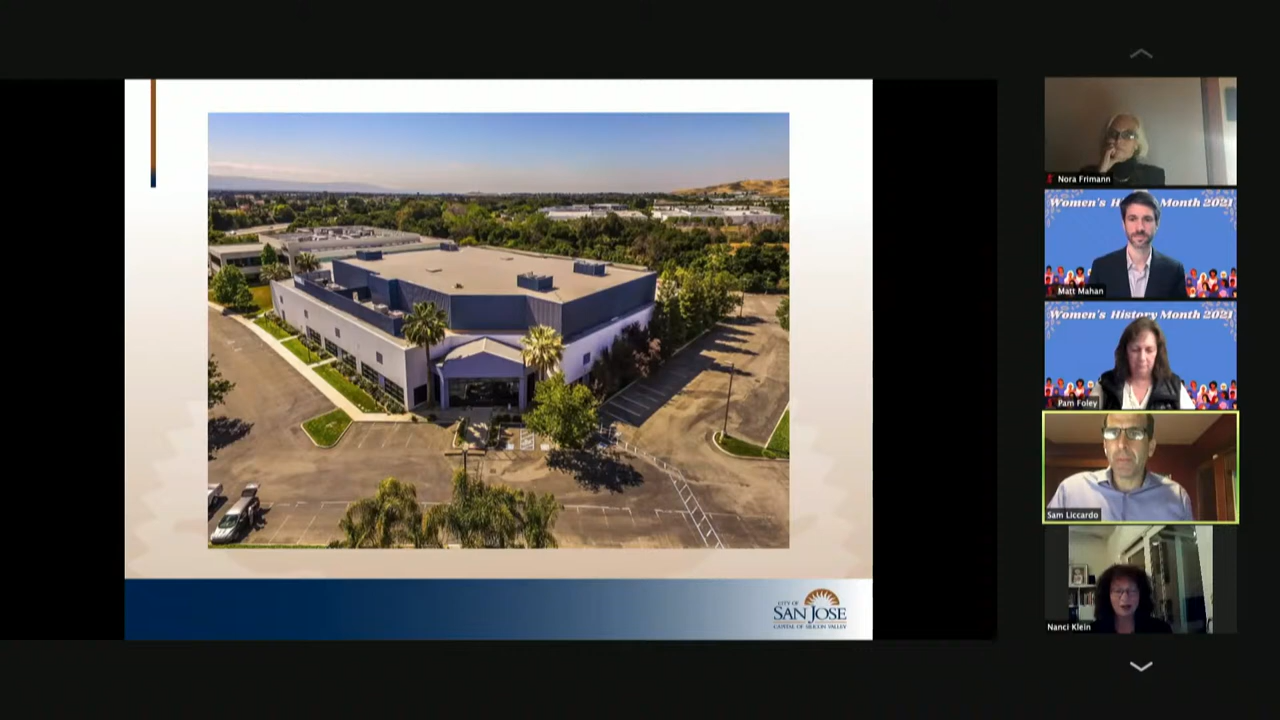 CITY OF
SAN JOSE
CAPITAL OF SILICON VALLEY
Nora Frimann
Women's H Month 2021
Matt Mahan
Women's History Month 2021
Pam Foley
Sam Liccardo
Nanci Klein